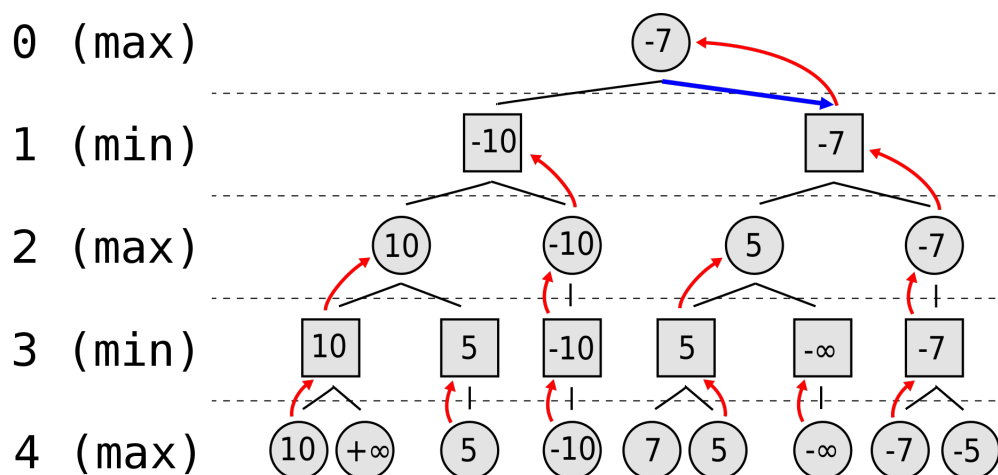 0 (max) -7
1 (min) -10 -7
2 (max) 10 -10 5 -7
3 (min) 10 5 -10 5 -∞ -7
4 (max) 10 +∞ 5 -10 7 5 -∞ -7 -5